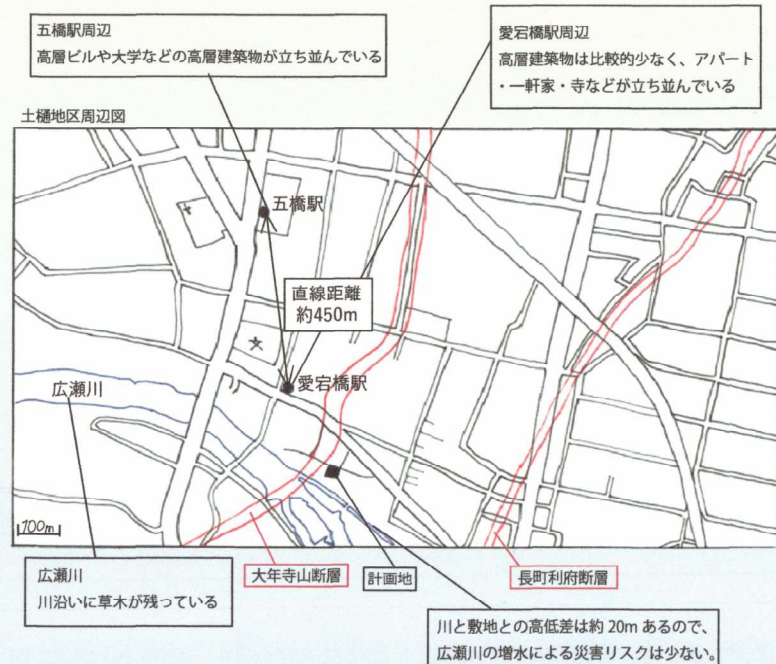 五橋駅周辺
高層ビルや大学などの高層建築物が立ち並んでいる
愛宕橋駅周辺
高層建築物は比較的少なく、アパート
・一軒家・寺などが立ち並んでいる
土樋地区周辺図
五橋駅
直線距離
約450m
愛宕橋駅
広瀬川
100m
広瀬川
川沿いに草木が残っている
大年寺山断層
計画地
長町利府断層
川と敷地との高低差は約20mあるので、
広瀬川の増水による災害リスクは少ない。